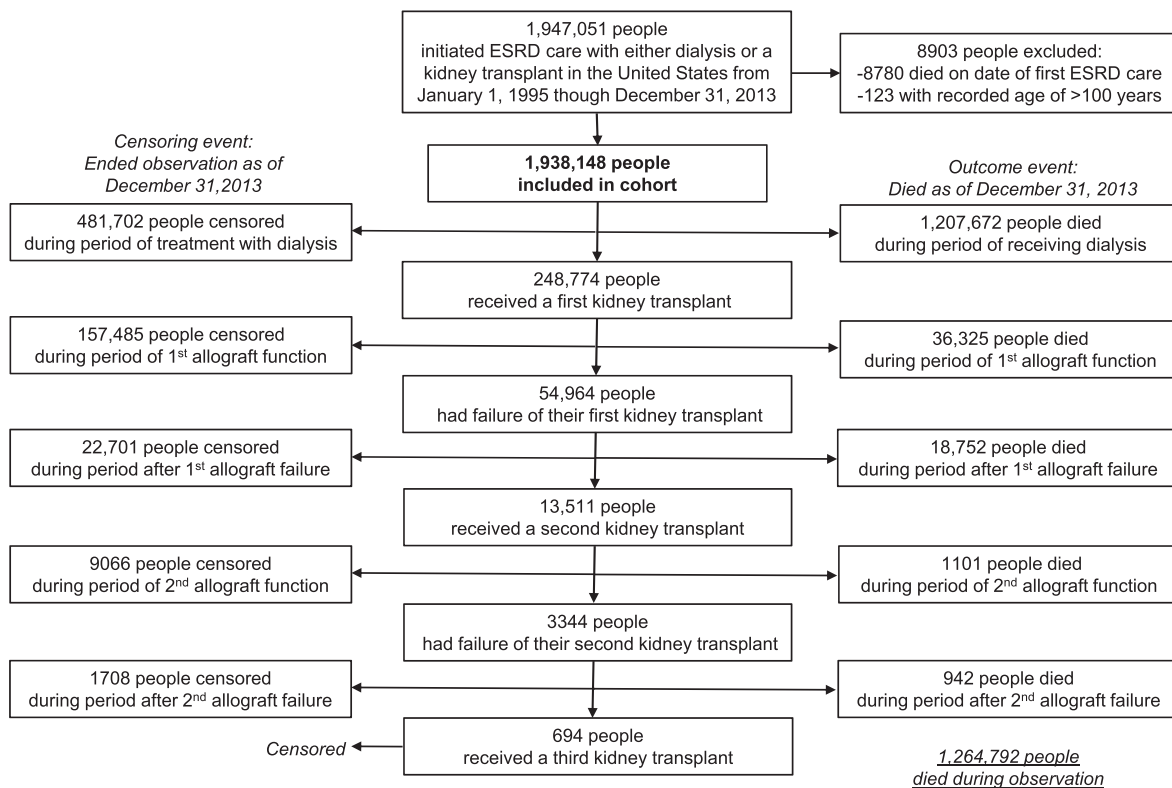 1,947,051 people
initiated ESRD care with either dialysis or a
kidney transplant in the United States from
January 1, 1995 though December 31, 2013
8903 people excluded:
-8780 died on date of first ESRD care
-123 with recorded age of >100 years
Censoring event:
Ended observation as of
December 31,2013
1,938,148 people
included in cohort
Outcome event:
Died as of December 31, 2013
481,702 people censored
during period of treatment with dialysis
1,207,672 people died
during period of receiving dialysis
248,774 people
received a first kidney transplant
157,485 people censored
during period of 1st allograft function
36,325 people died
during period of 1st allograft function
54,964 people
had failure of their first kidney transplant
22,701 people censored
during period after 1st allograft failure
18,752 people died
during period after 1st allograft failure
13,511 people
received a second kidney transplant
9066 people censored
during period of 2nd allograft function
1101 people died
during period of 2nd allograft function
3344 people
had failure of their second kidney transplant
1708 people censored
during period after 2nd allograft failure
942 people died
during period after 2nd allograft failure
Censored
694 people
received a third kidney transplant
1,264,792 people
died during observation